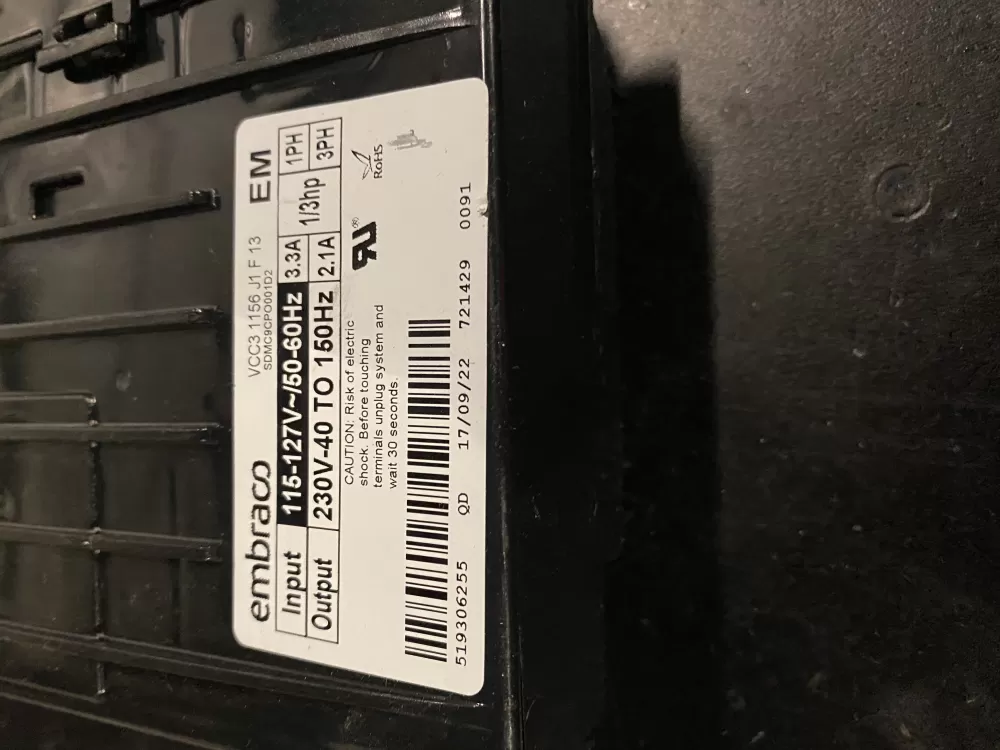 embraco VCC3 1156 J1 F 13 EM
SDMC9CPO001D2
Input 115-127V~/50-60Hz 3.3A 1/3hp 1PH
Output 230V-40 TO 150Hz 2.1A 3PH
CAUTION: Risk of electric
shock. Before touching
terminals unplug system and
wait 30 seconds.
RU®
RoHS
519306255 QD 17/09/22 721429 0091